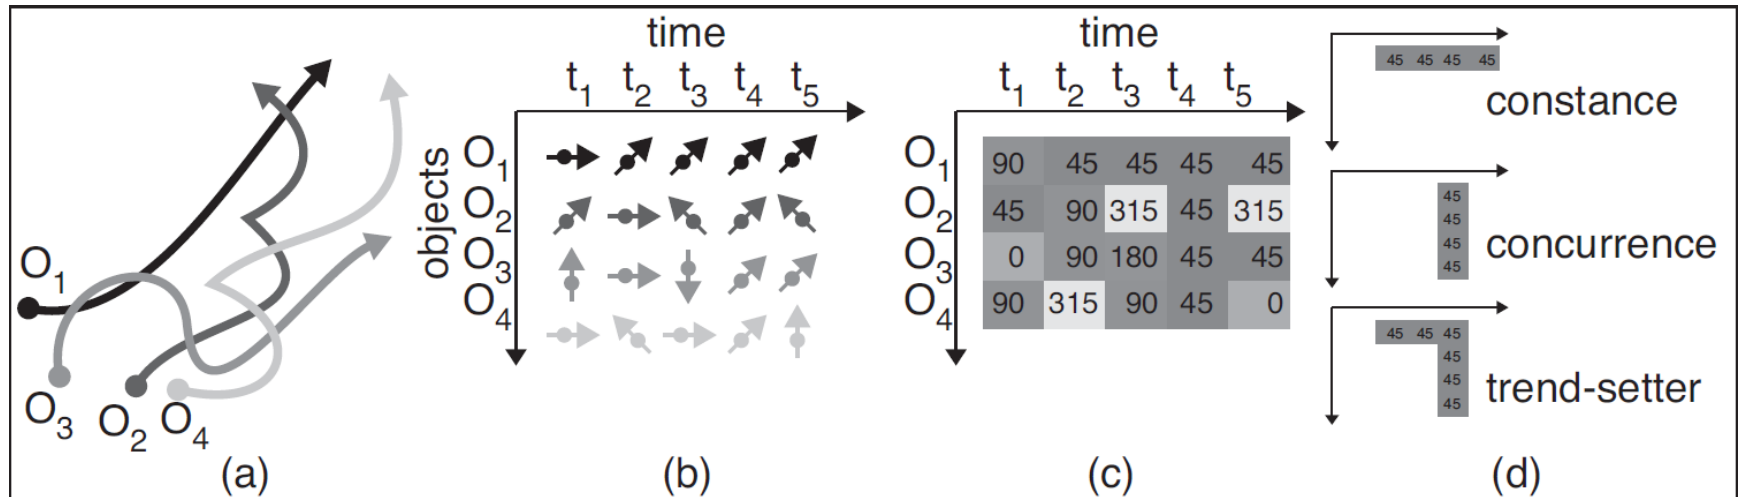 O1
O3
O2
O4
(a)
time
t1 t2 t3 t4 t5
objects
O1
O2
O3
O4
(b)
time
t1 t2 t3 t4 t5
O1 90 45 45 45 45
O2 45 90 315 45 315
O3 0 90 180 45 45
O4 90 315 90 45 0
(c)
45 45 45 45
constance
45
45
45
45
concurrence
45 45 45
45
45
45
trend-setter
(d)